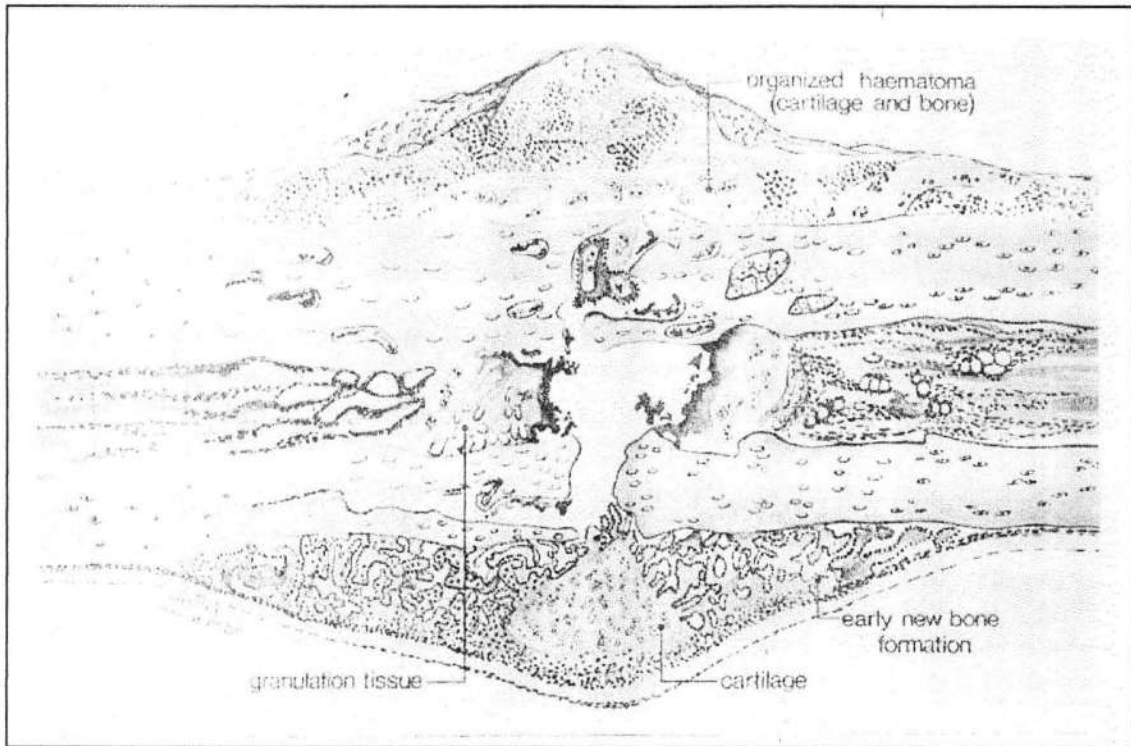 organized haematoma
(cartilage and bone)
early new bone
formation
granulation tissue
cartilage